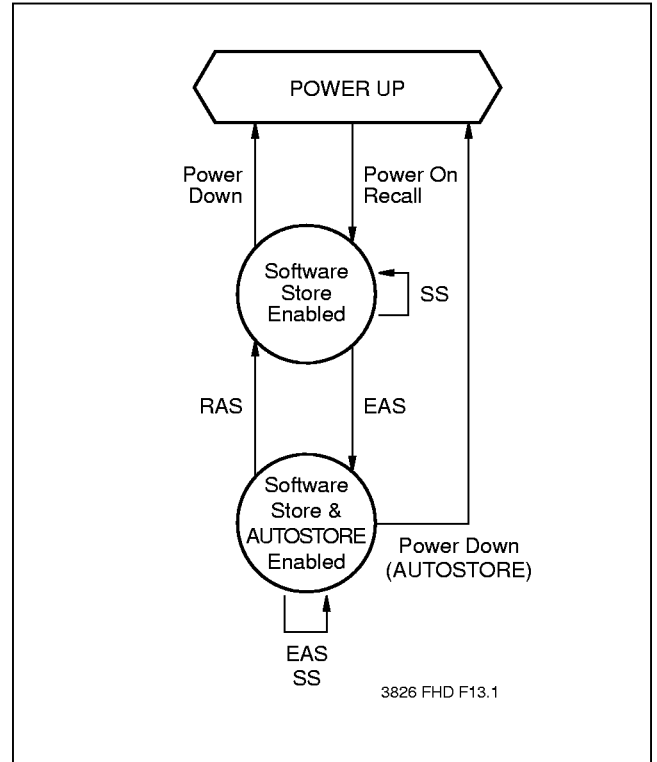 POWER UP
Power
Down
Power On
Recall
Software
Store
Enabled
SS
RAS
EAS
Software
Store &
AUTOSTORE
Enabled
Power Down
(AUTOSTORE)
EAS
SS
3826 FHD F13.1